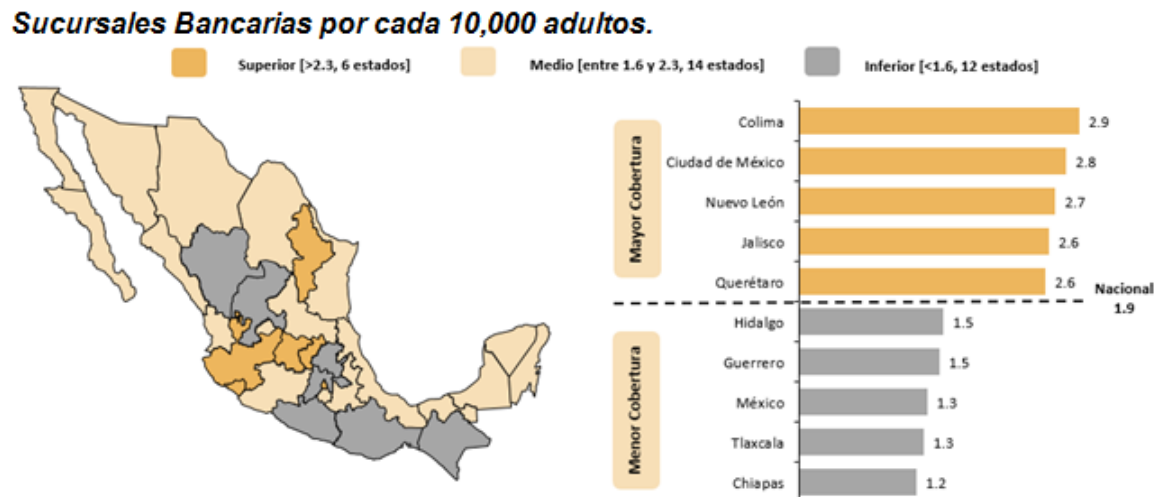 Sucursales Bancarias por cada 10,000 adultos.
Superior [>2.3, 6 estados]
Medio [entre 1.6 y 2.3, 14 estados]
Inferior [<1.6, 12 estados]
Mayor Cobertura
Colima 2.9
Ciudad de México 2.8
Nuevo León 2.7
Jalisco 2.6
Querétaro 2.6
Nacional
1.9
Menor Cobertura
Hidalgo 1.5
Guerrero 1.5
México 1.3
Tlaxcala 1.3
Chiapas 1.2